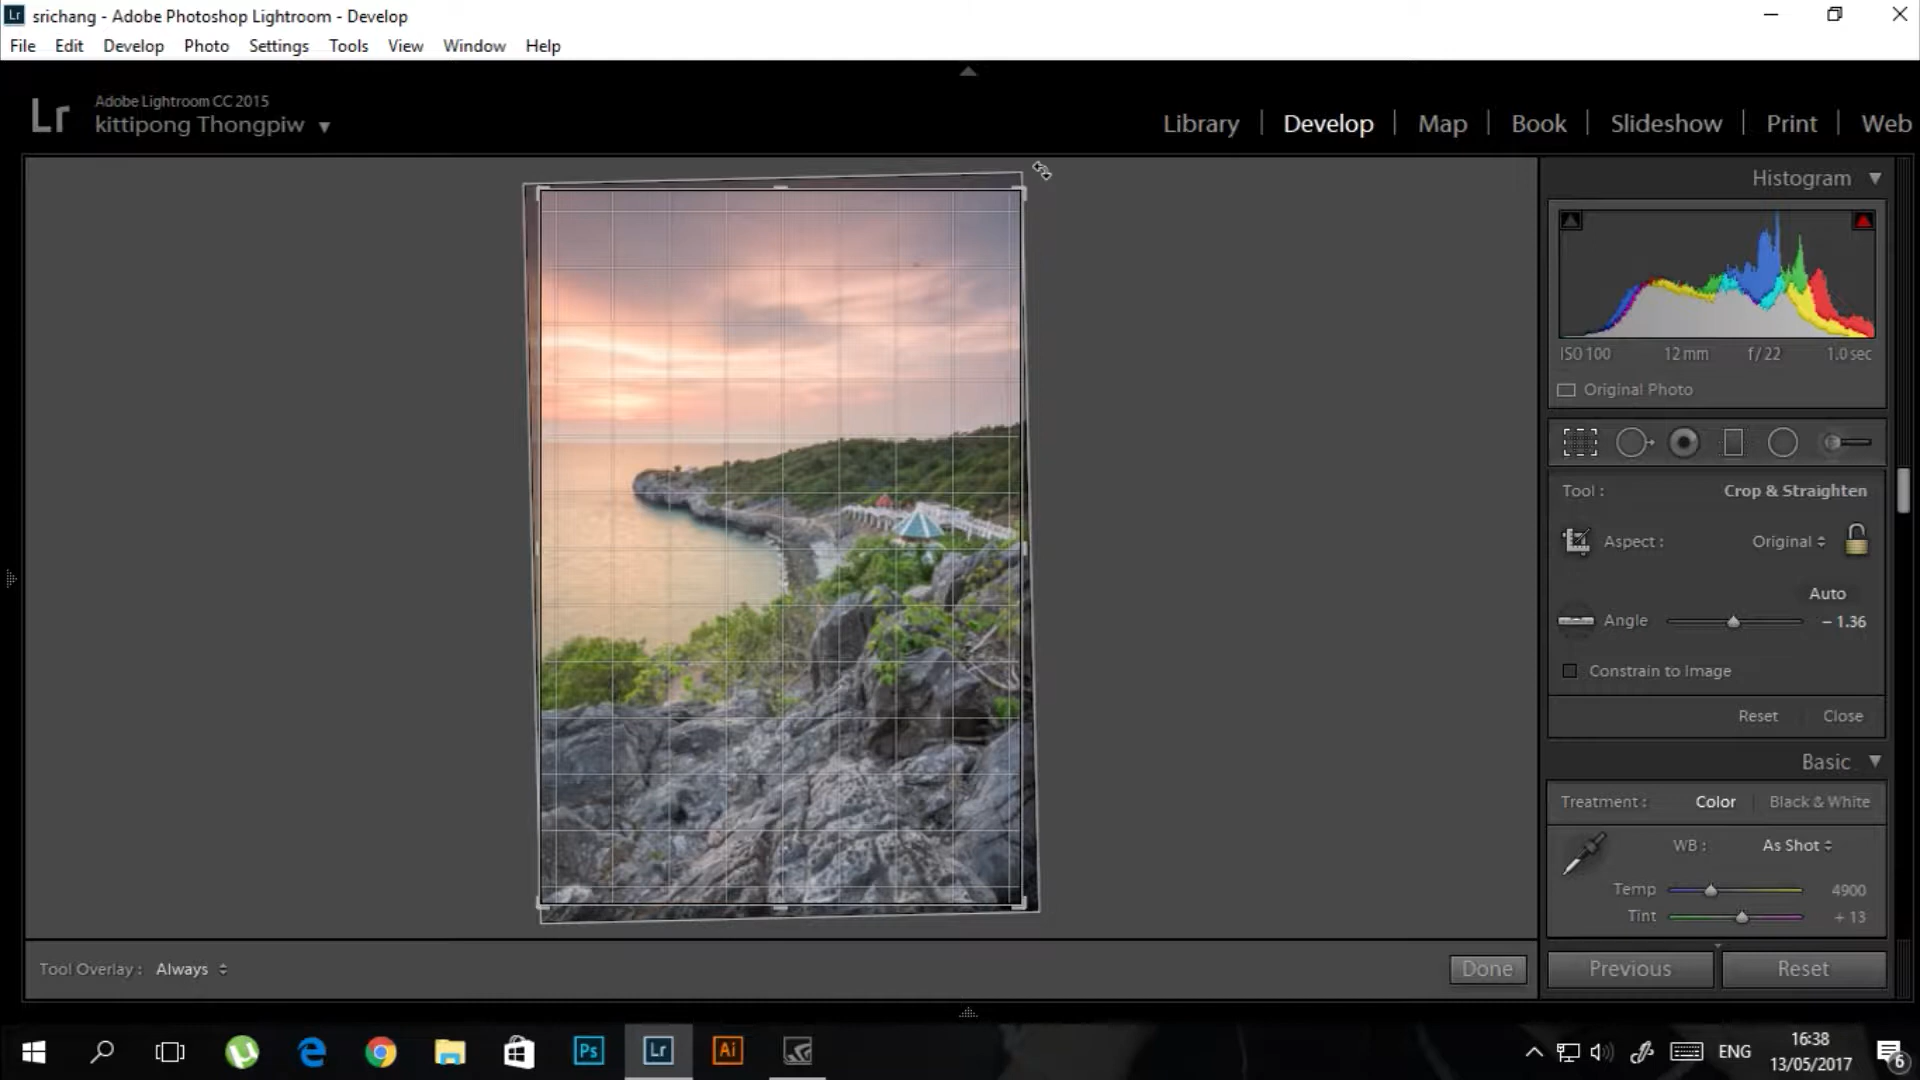 Lr srichang - Adobe Photoshop Lightroom - Develop
File Edit Develop Photo Settings Tools View Window Help
Lr Adobe Lightroom CC 2015
kittipong Thongpiw
Library | Develop | Map | Book | Slideshow | Print | Web
Histogram
ISO 100 12 mm f / 22 1.0 sec
Original Photo
Tool : Crop & Straighten
Aspect : Original
Auto
Angle – 1.36
Constrain to Image
Reset Close
Basic
Treatment : Color | Black & White
WB : As Shot
Temp 4900
Tint + 13
Tool Overlay : Always Done Previous Reset
Ps Lr Ai
ENG 16:38
13/05/2017 6